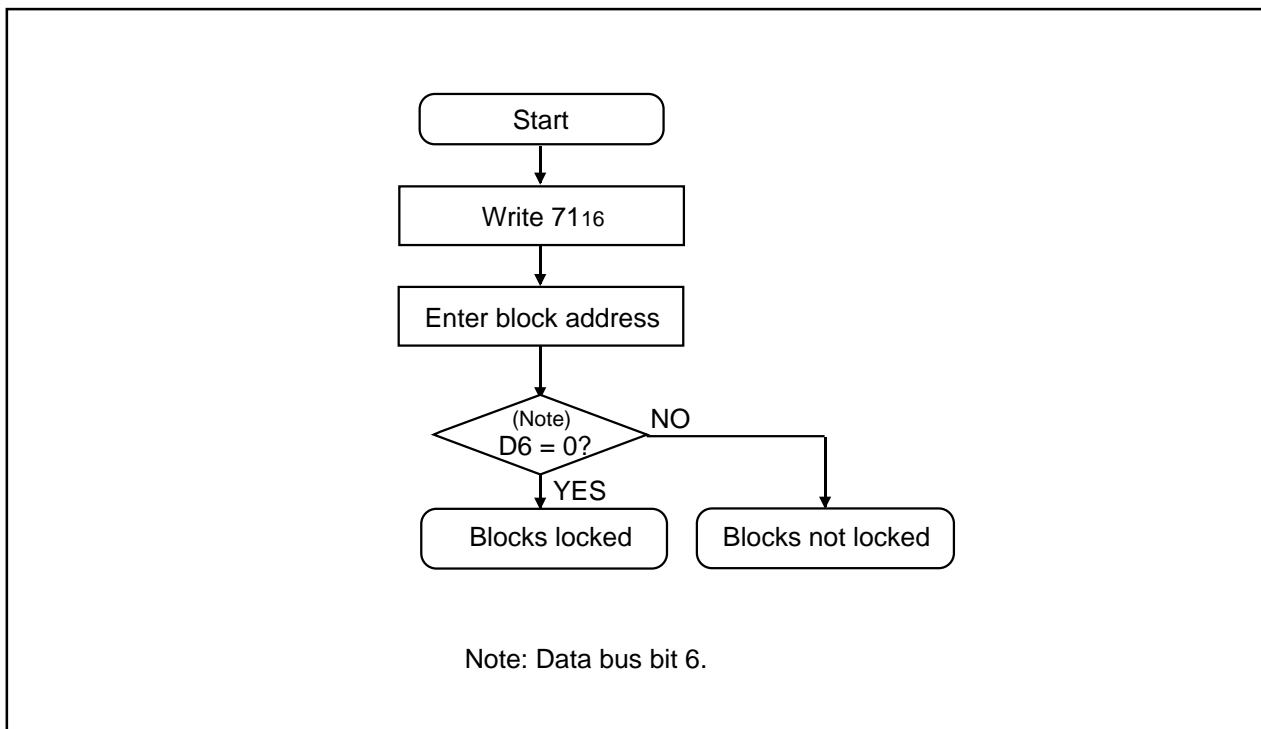 Start
Write 7116
Enter block address
(Note)
D6 = 0?
NO
YES
Blocks locked
Blocks not locked
Note: Data bus bit 6.